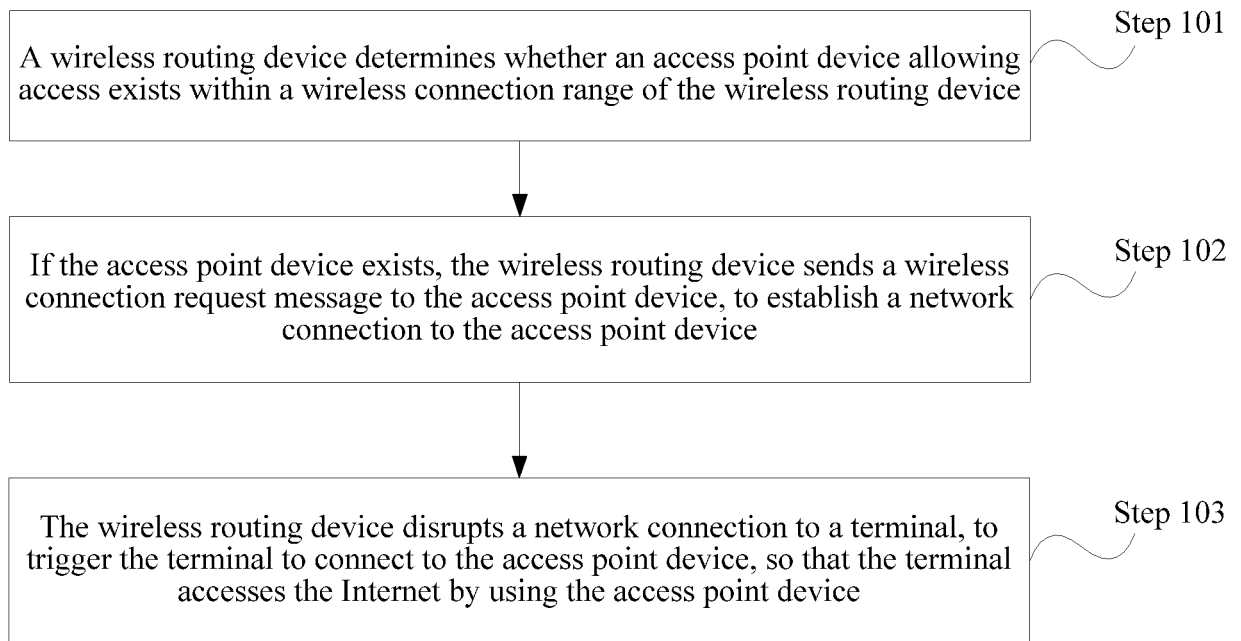 Step 101
A wireless routing device determines whether an access point device allowing
access exists within a wireless connection range of the wireless routing device
Step 102
If the access point device exists, the wireless routing device sends a wireless
connection request message to the access point device, to establish a network
connection to the access point device
Step 103
The wireless routing device disrupts a network connection to a terminal, to
trigger the terminal to connect to the access point device, so that the terminal
accesses the Internet by using the access point device